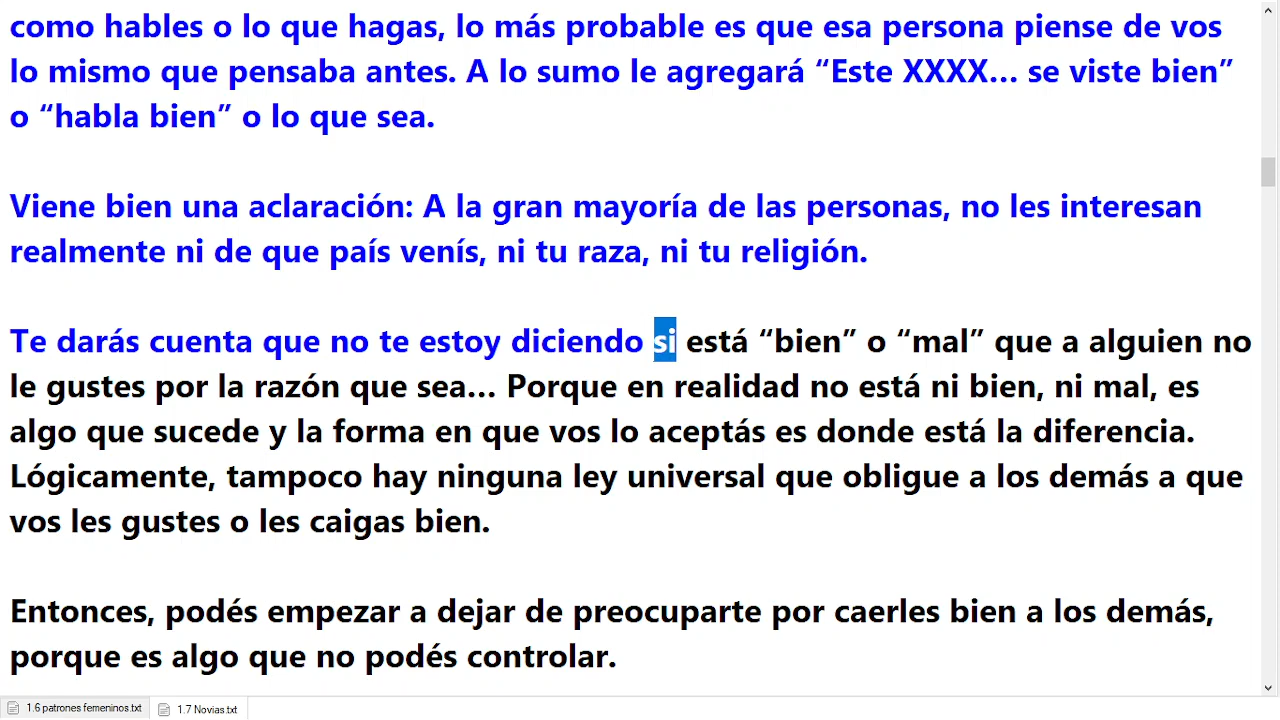 como hables o lo que hagas, lo más probable es que esa persona piense de vos
lo mismo que pensaba antes. A lo sumo le agregará “Este XXXX… se viste bien”
o “habla bien” o lo que sea.
Viene bien una aclaración: A la gran mayoría de las personas, no les interesan
realmente ni de que país venís, ni tu raza, ni tu religión.
Te darás cuenta que no te estoy diciendo si está “bien” o “mal” que a alguien no
le gustes por la razón que sea… Porque en realidad no está ni bien, ni mal, es
algo que sucede y la forma en que vos lo aceptás es donde está la diferencia.
Lógicamente, tampoco hay ninguna ley universal que obligue a los demás a que
vos les gustes o les caigas bien.
Entonces, podés empezar a dejar de preocuparte por caerles bien a los demás,
porque es algo que no podés controlar.
1.6 patrones femeninos.txt
1.7 Novias.txt